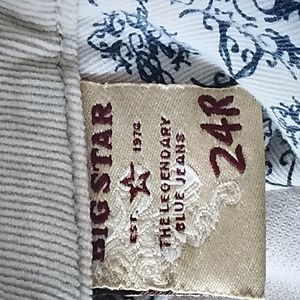 BIG STAR
EST. 1974
THE LEGENDARY
BLUE JEANS
24R